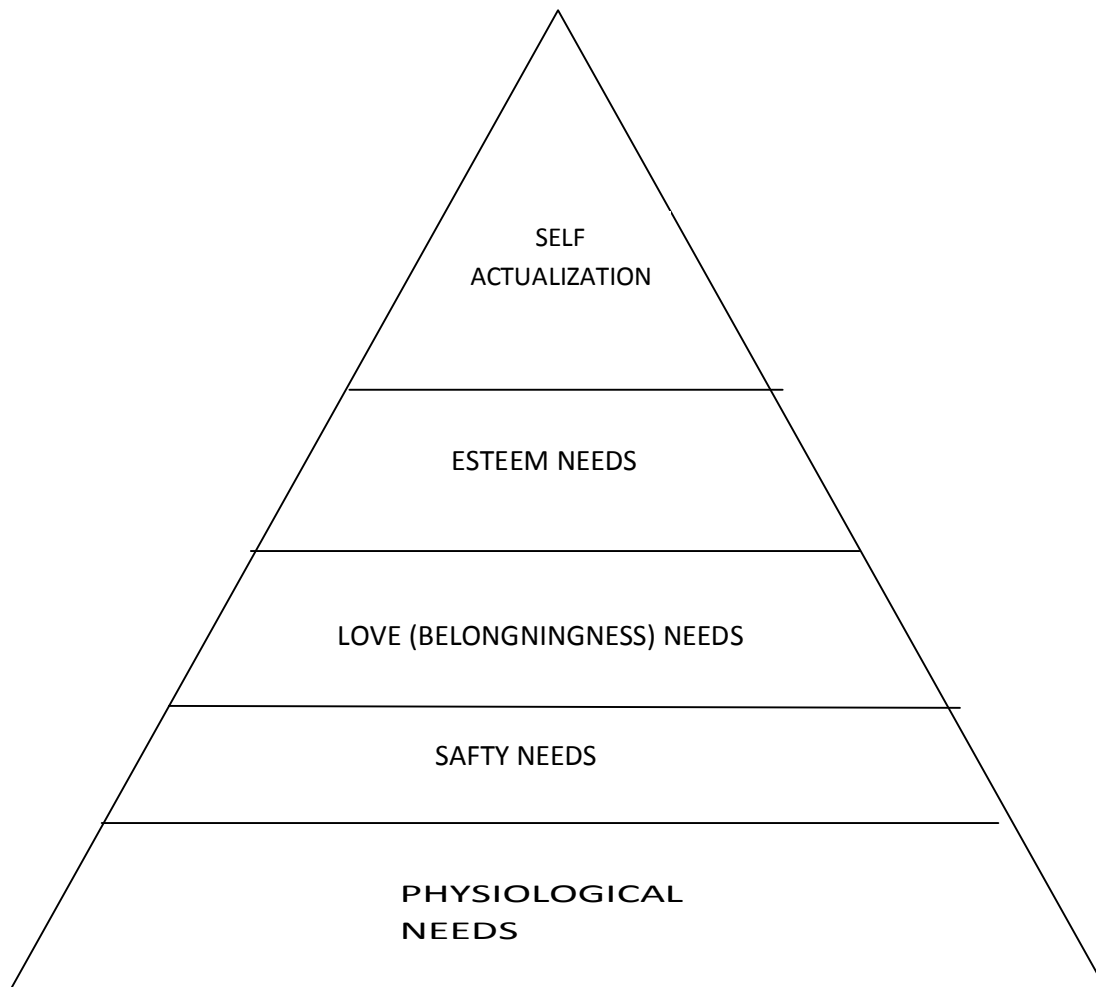 SELF
ACTUALIZATION
ESTEEM NEEDS
LOVE (BELONGNINGNESS) NEEDS
SAFTY NEEDS
PHYSIOLOGICAL
NEEDS